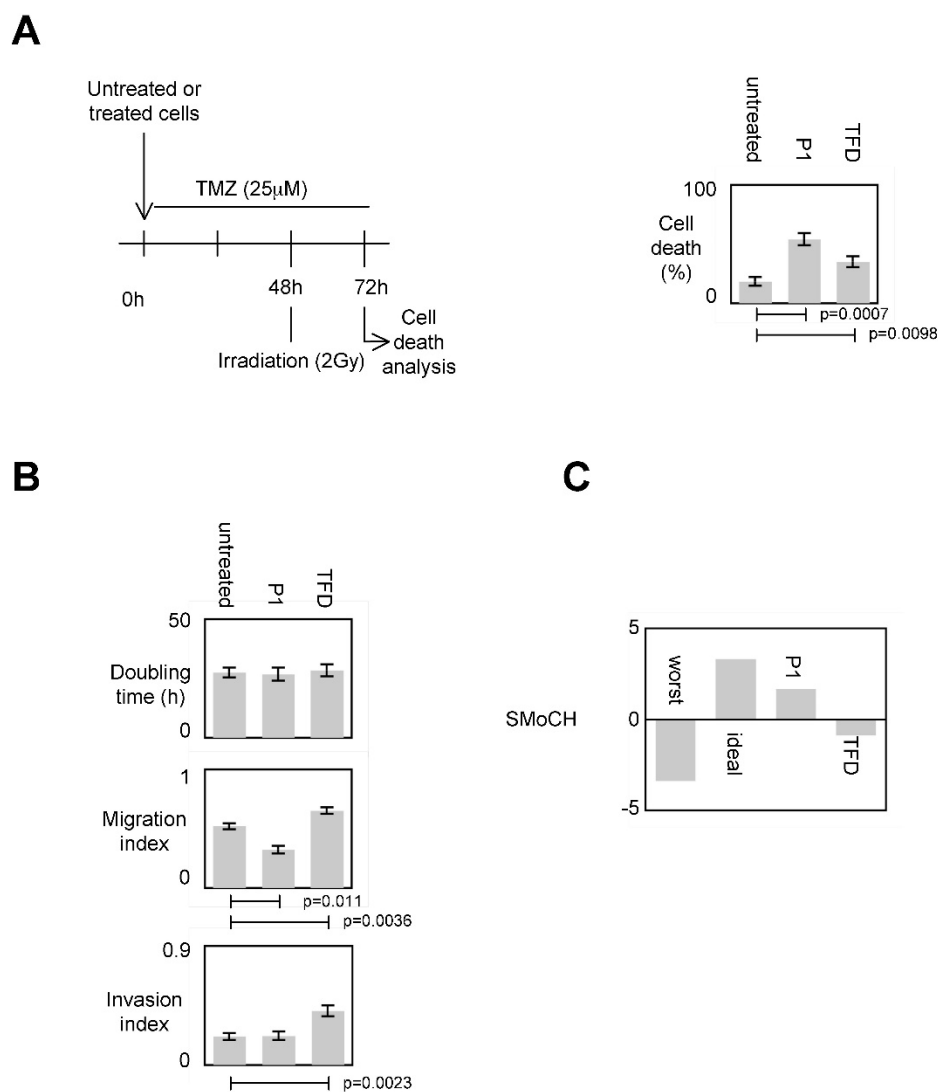 A
Untreated or
treated cells
TMZ (25μM)
0h
48h
72h
Irradiation (2Gy)
Cell
death
analysis
untreated
P1
TFD
100
Cell
death
(%)
0
p=0.0007
p=0.0098
B
untreated
P1
TFD
50
Doubling
time (h)
0
1
Migration
index
0
p=0.011
p=0.0036
0.9
Invasion
index
0
p=0.0023
C
5
SMoCH
0
-5
worst
ideal
P1
TFD